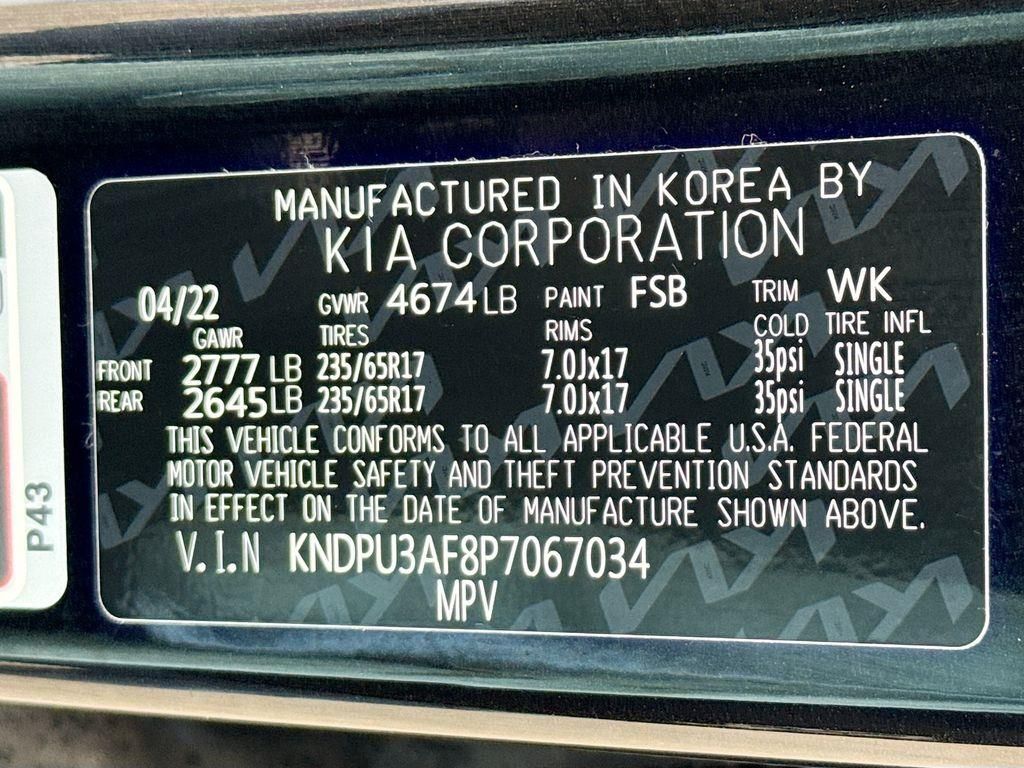 MANUFACTURED IN KOREA BY
KIA CORPORATION
04/22 GVWR 4674 LB PAINT FSB TRIM WK
GAWR TIRES RIMS COLD TIRE INFL
FRONT 2777 LB 235/65R17 7.0Jx17 35psi SINGLE
REAR 2645 LB 235/65R17 7.0Jx17 35psi SINGLE
THIS VEHICLE CONFORMS TO ALL APPLICABLE U.S.A. FEDERAL
MOTOR VEHICLE SAFETY AND THEFT PREVENTION STANDARDS
IN EFFECT ON THE DATE OF MANUFACTURE SHOWN ABOVE.
V.I.N KNDPU3AF8P7067034
MPV
P43